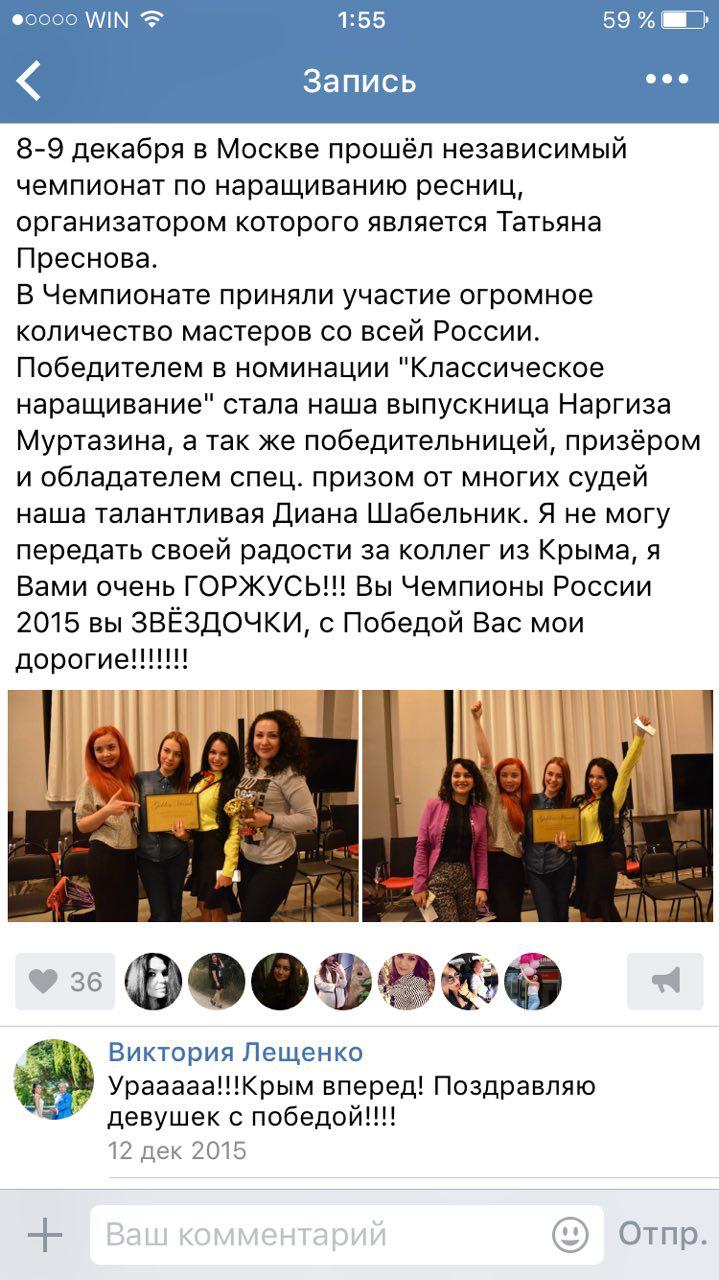 WIN 1:55 59 %
Запись
8-9 декабря в Москве прошёл независимый
чемпионат по наращиванию ресниц,
организатором которого является Татьяна
Преснова.
В Чемпионате приняли участие огромное
количество мастеров со всей России.
Победителем в номинации "Классическое
наращивание" стала наша выпускница Наргиза
Муртазина, а так же победительницей, призёром
и обладателем спец. призом от многих судей
наша талантливая Диана Шабельник. Я не могу
передать своей радости за коллег из Крыма, я
Вами очень ГОРЖУСЬ!!! Вы Чемпионы России
2015 вы ЗВЁЗДОЧКИ, с Победой Вас мои
дорогие!!!!!!!
36
Виктория Лещенко
Урааааа!!!Крым вперед! Поздравляю
девушек с победой!!!!
12 дек 2015
Ваш комментарий
Отпр.